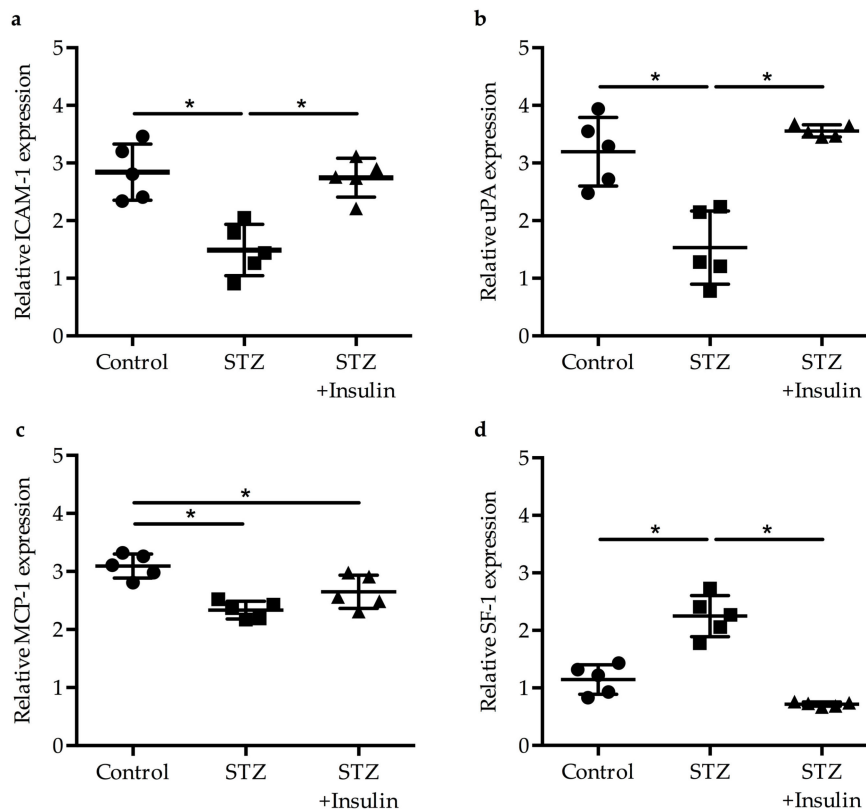 a
Relative ICAM-1 expression
5
4
3
2
1
0
*
*
Control
STZ
STZ
+Insulin
b
Relative uPA expression
5
4
3
2
1
0
*
*
Control
STZ
STZ
+Insulin
c
Relative MCP-1 expression
5
4
3
2
1
0
*
*
Control
STZ
STZ
+Insulin
d
Relative SF-1 expression
5
4
3
2
1
0
*
*
Control
STZ
STZ
+Insulin